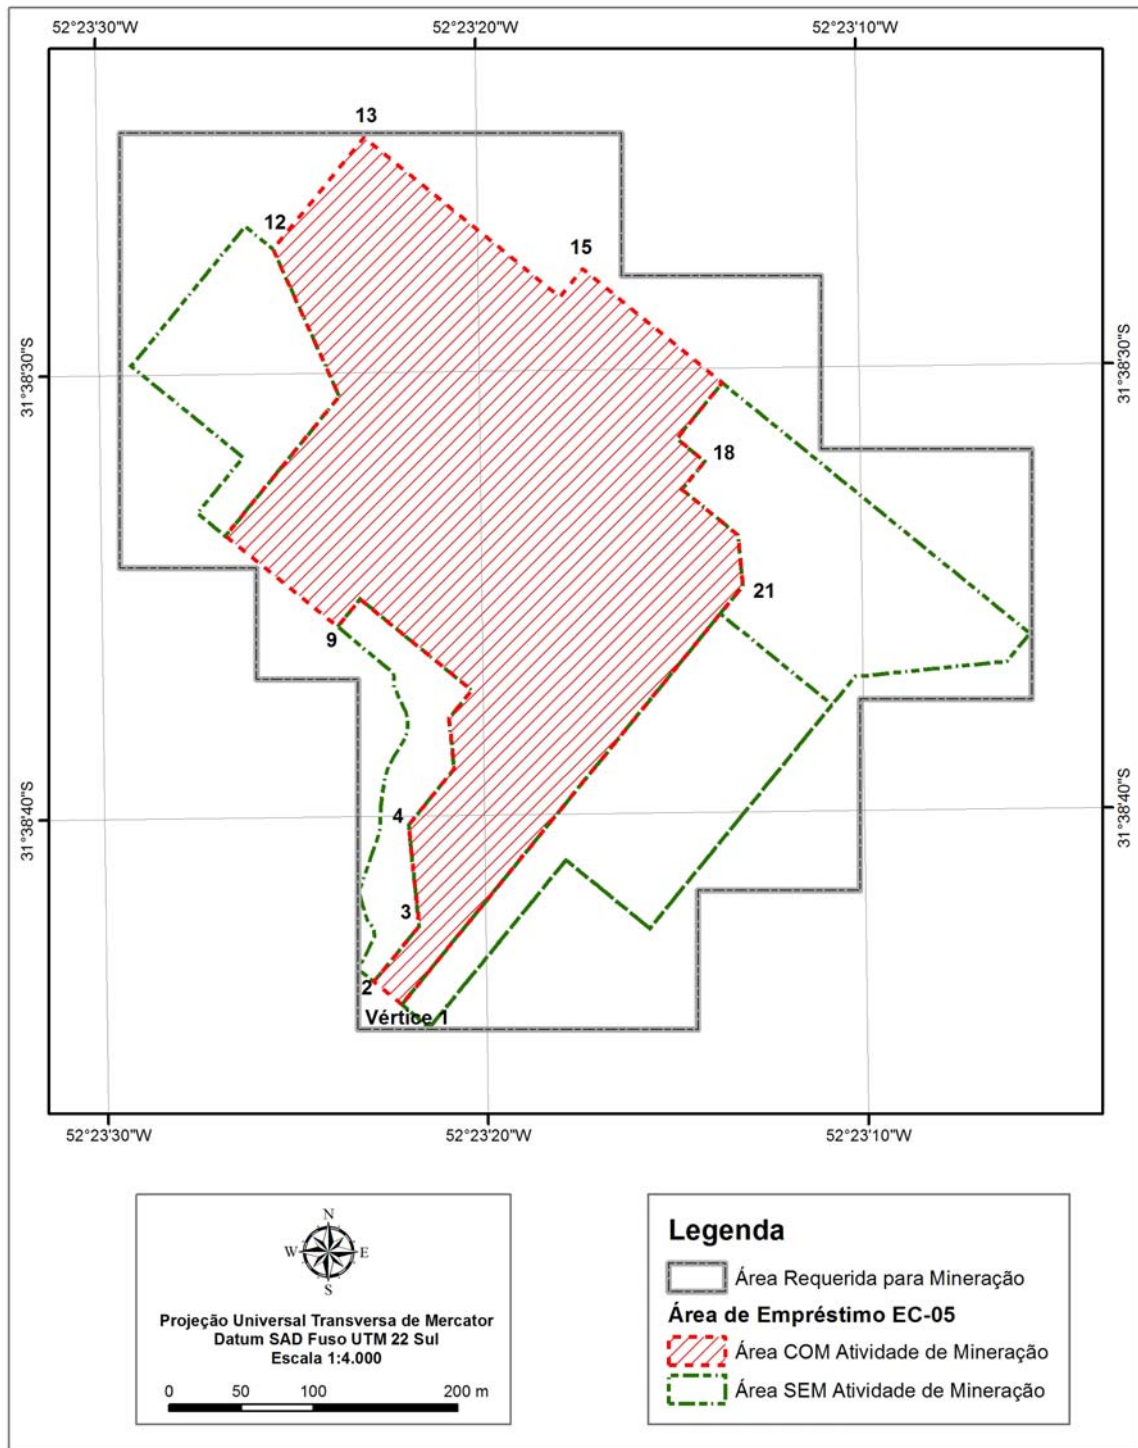 52°23'30"W 52°23'20"W 52°23'10"W
13
12
15
31°38'30"S 31°38'30"S
18
21
9
4
31°38'40"S 31°38'40"S
3
2
Vértice 1
52°23'30"W 52°23'20"W 52°23'10"W
N
W E
S
Projeção Universal Transversa de Mercator
Datum SAD Fuso UTM 22 Sul
Escala 1:4.000
0 50 100 200 m
Legenda
Área Requerida para Mineração
Área de Empréstimo EC-05
Área COM Atividade de Mineração
Área SEM Atividade de Mineração